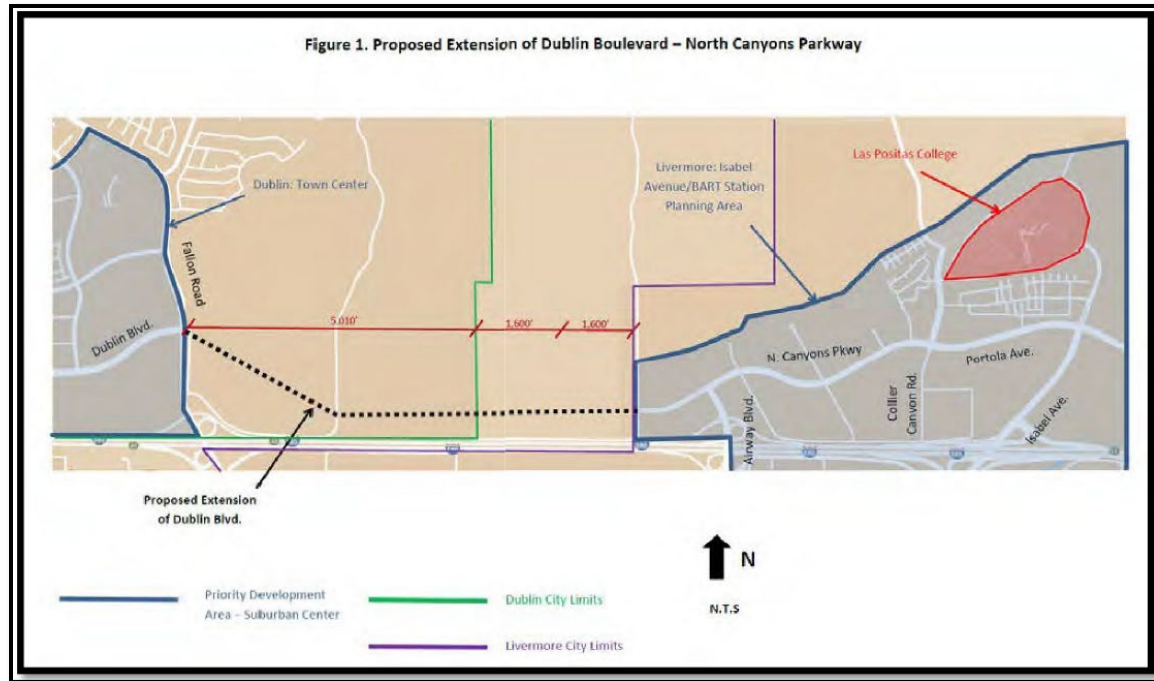 Figure 1. Proposed Extension of Dublin Boulevard – North Canyons Parkway
Las Positas College
Livermore: Isabel
Avenue/BART Station
Planning Area
Dublin: Town Center
Fallon Road
Dublin Blvd.
5,010'
1,600'
1,600'
N. Canyons Pkwy
Portola Ave.
Collier
Canyon Rd.
Airway Blvd.
Isabel Ave.
Proposed Extension
of Dublin Blvd.
N
N.T.S
Priority Development
Area – Suburban Center
Dublin City Limits
Livermore City Limits